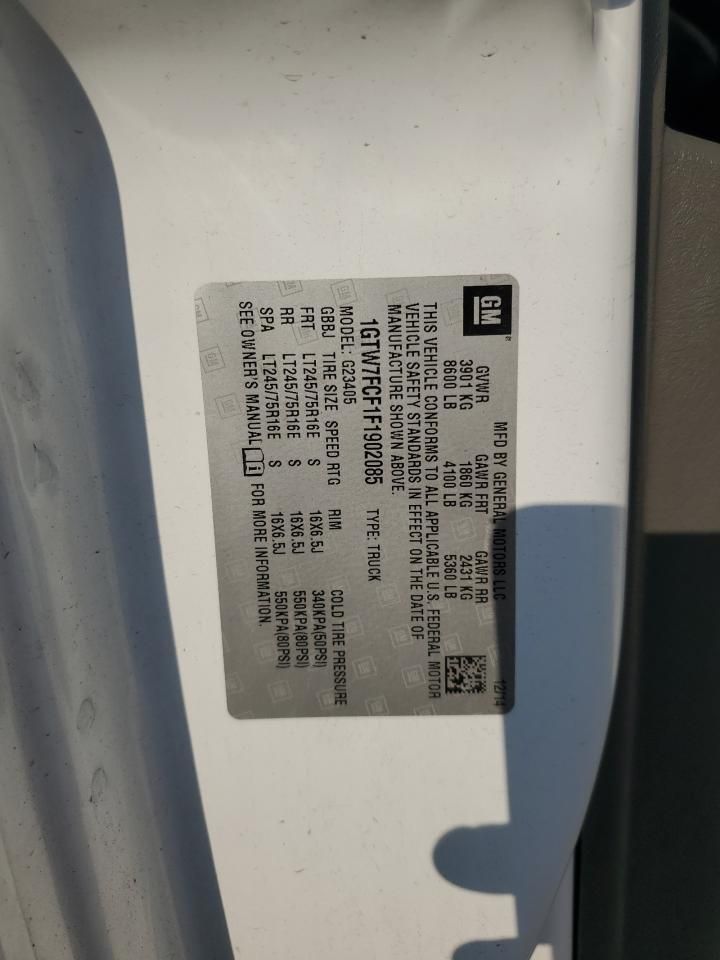 GM
MFD BY GENERAL MOTORS LLC 12/14
GVWR GAWR FRT GAWR RR
3901 KG 1860 KG 2431 KG
8600 LB 4100 LB 5360 LB
THIS VEHICLE CONFORMS TO ALL APPLICABLE U.S. FEDERAL MOTOR
VEHICLE SAFETY STANDARDS IN EFFECT ON THE DATE OF
MANUFACTURE SHOWN ABOVE.
1GTW7FCF1F1902085 TYPE: TRUCK
MODEL: G23405
GBBJ TIRE SIZE SPEED RTG RIM COLD TIRE PRESSURE
FRT LT245/75R16E S 16X6.5J 340KPA(50PSI)
RR LT245/75R16E S 16X6.5J 550KPA(80PSI)
SPA LT245/75R16E S 16X6.5J 550KPA(80PSI)
SEE OWNER'S MANUAL i FOR MORE INFORMATION.